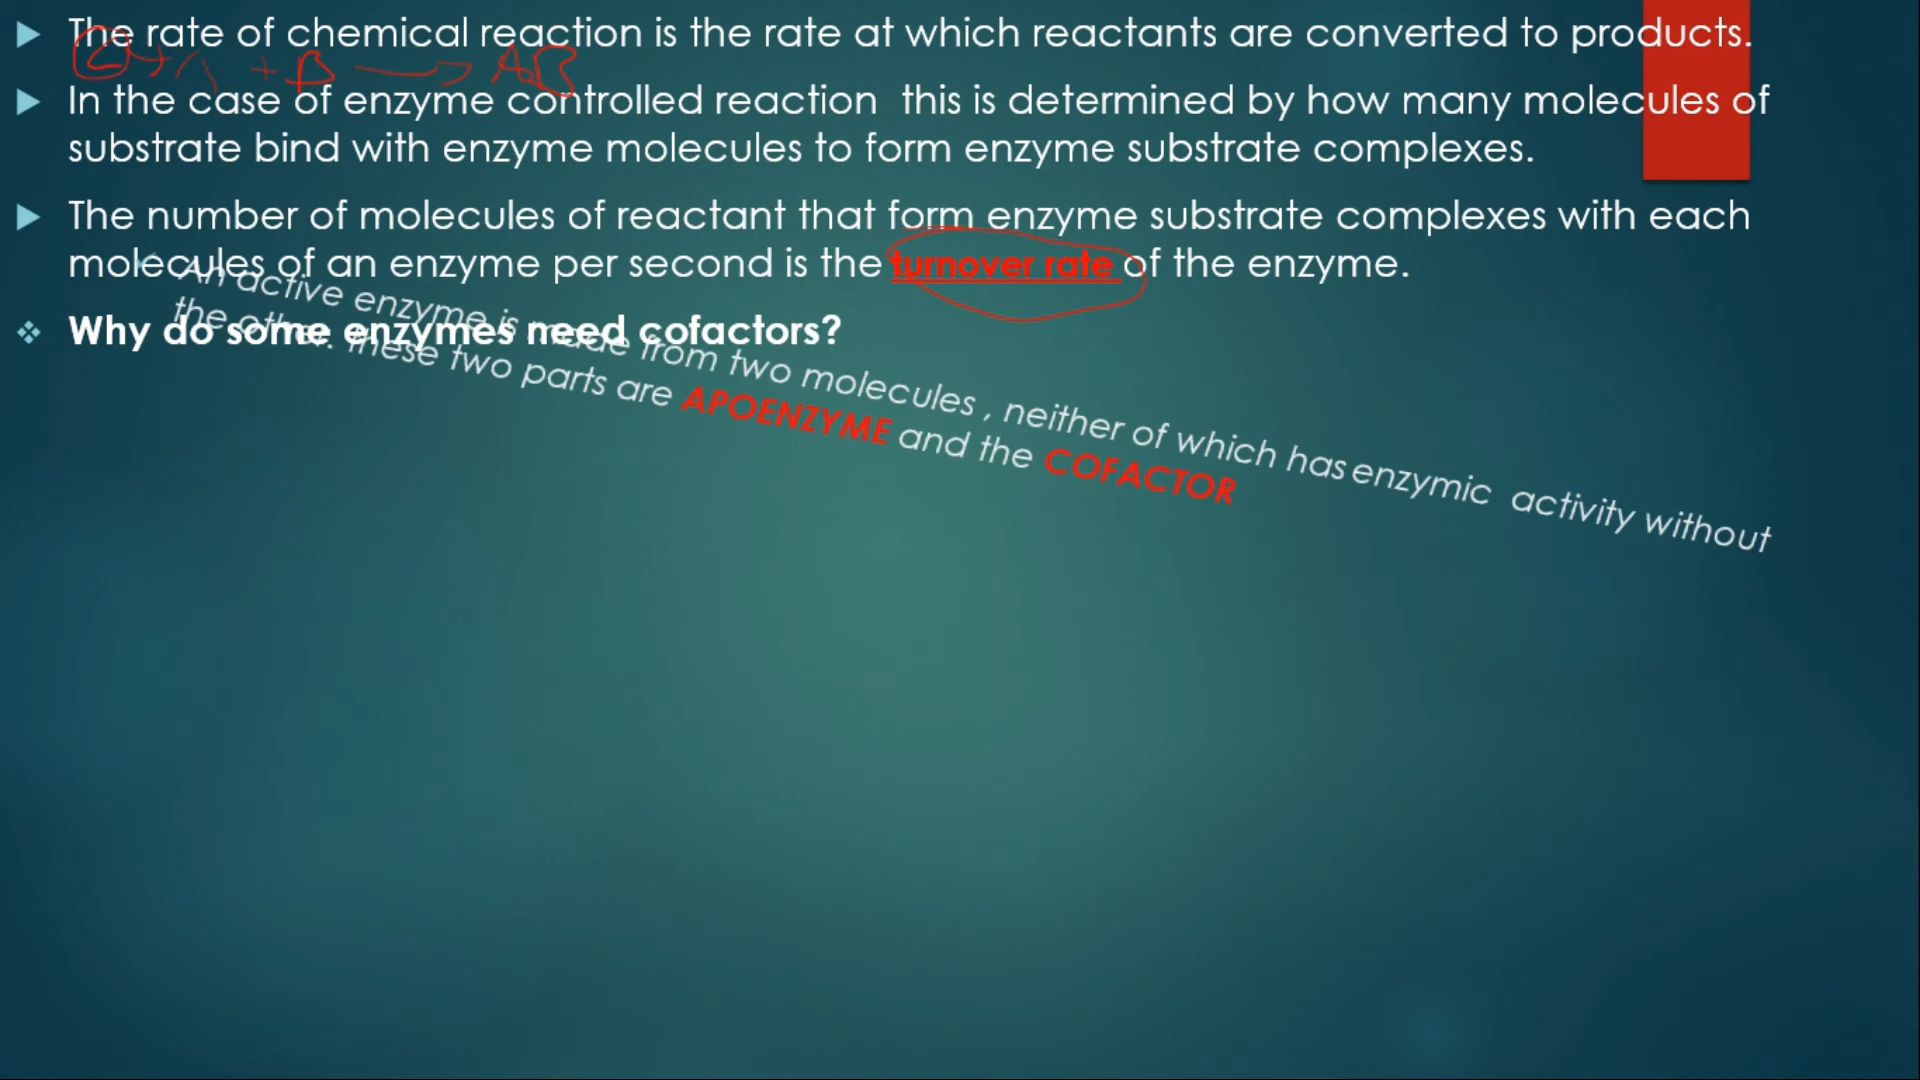 The rate of chemical reaction is the rate at which reactants are converted to products.
+ B → AB
In the case of enzyme controlled reaction this is determined by how many molecules of
substrate bind with enzyme molecules to form enzyme substrate complexes.
The number of molecules of reactant that form enzyme substrate complexes with each
molecules of an enzyme per second is the turnover rate of the enzyme.
Why do some enzymes need cofactors?
An active enzyme is made from two molecules , neither of which has enzymic activity without
the other. these two parts are APOENZYME and the COFACTOR